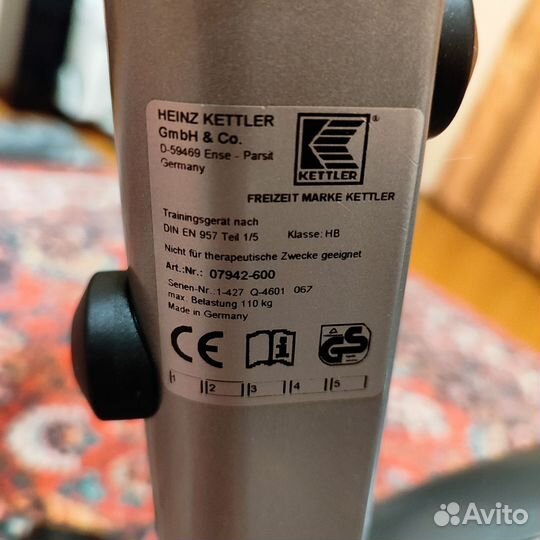 HEINZ KETTLER
GmbH & Co.
D-59469 Ense - Parsit
Germany
KETTLER
®
FREIZEIT MARKE KETTLER
Trainingsgerät nach
DIN EN 957 Teil 1/5 Klasse: HB
Nicht für therapeutische Zwecke geeignet
Art.-Nr.: 07942-600
Serien-Nr.: 1-427 Q-4601 067
max. Belastung 110 kg
Made in Germany
CE i GS
1 2 3 4 5
Avito